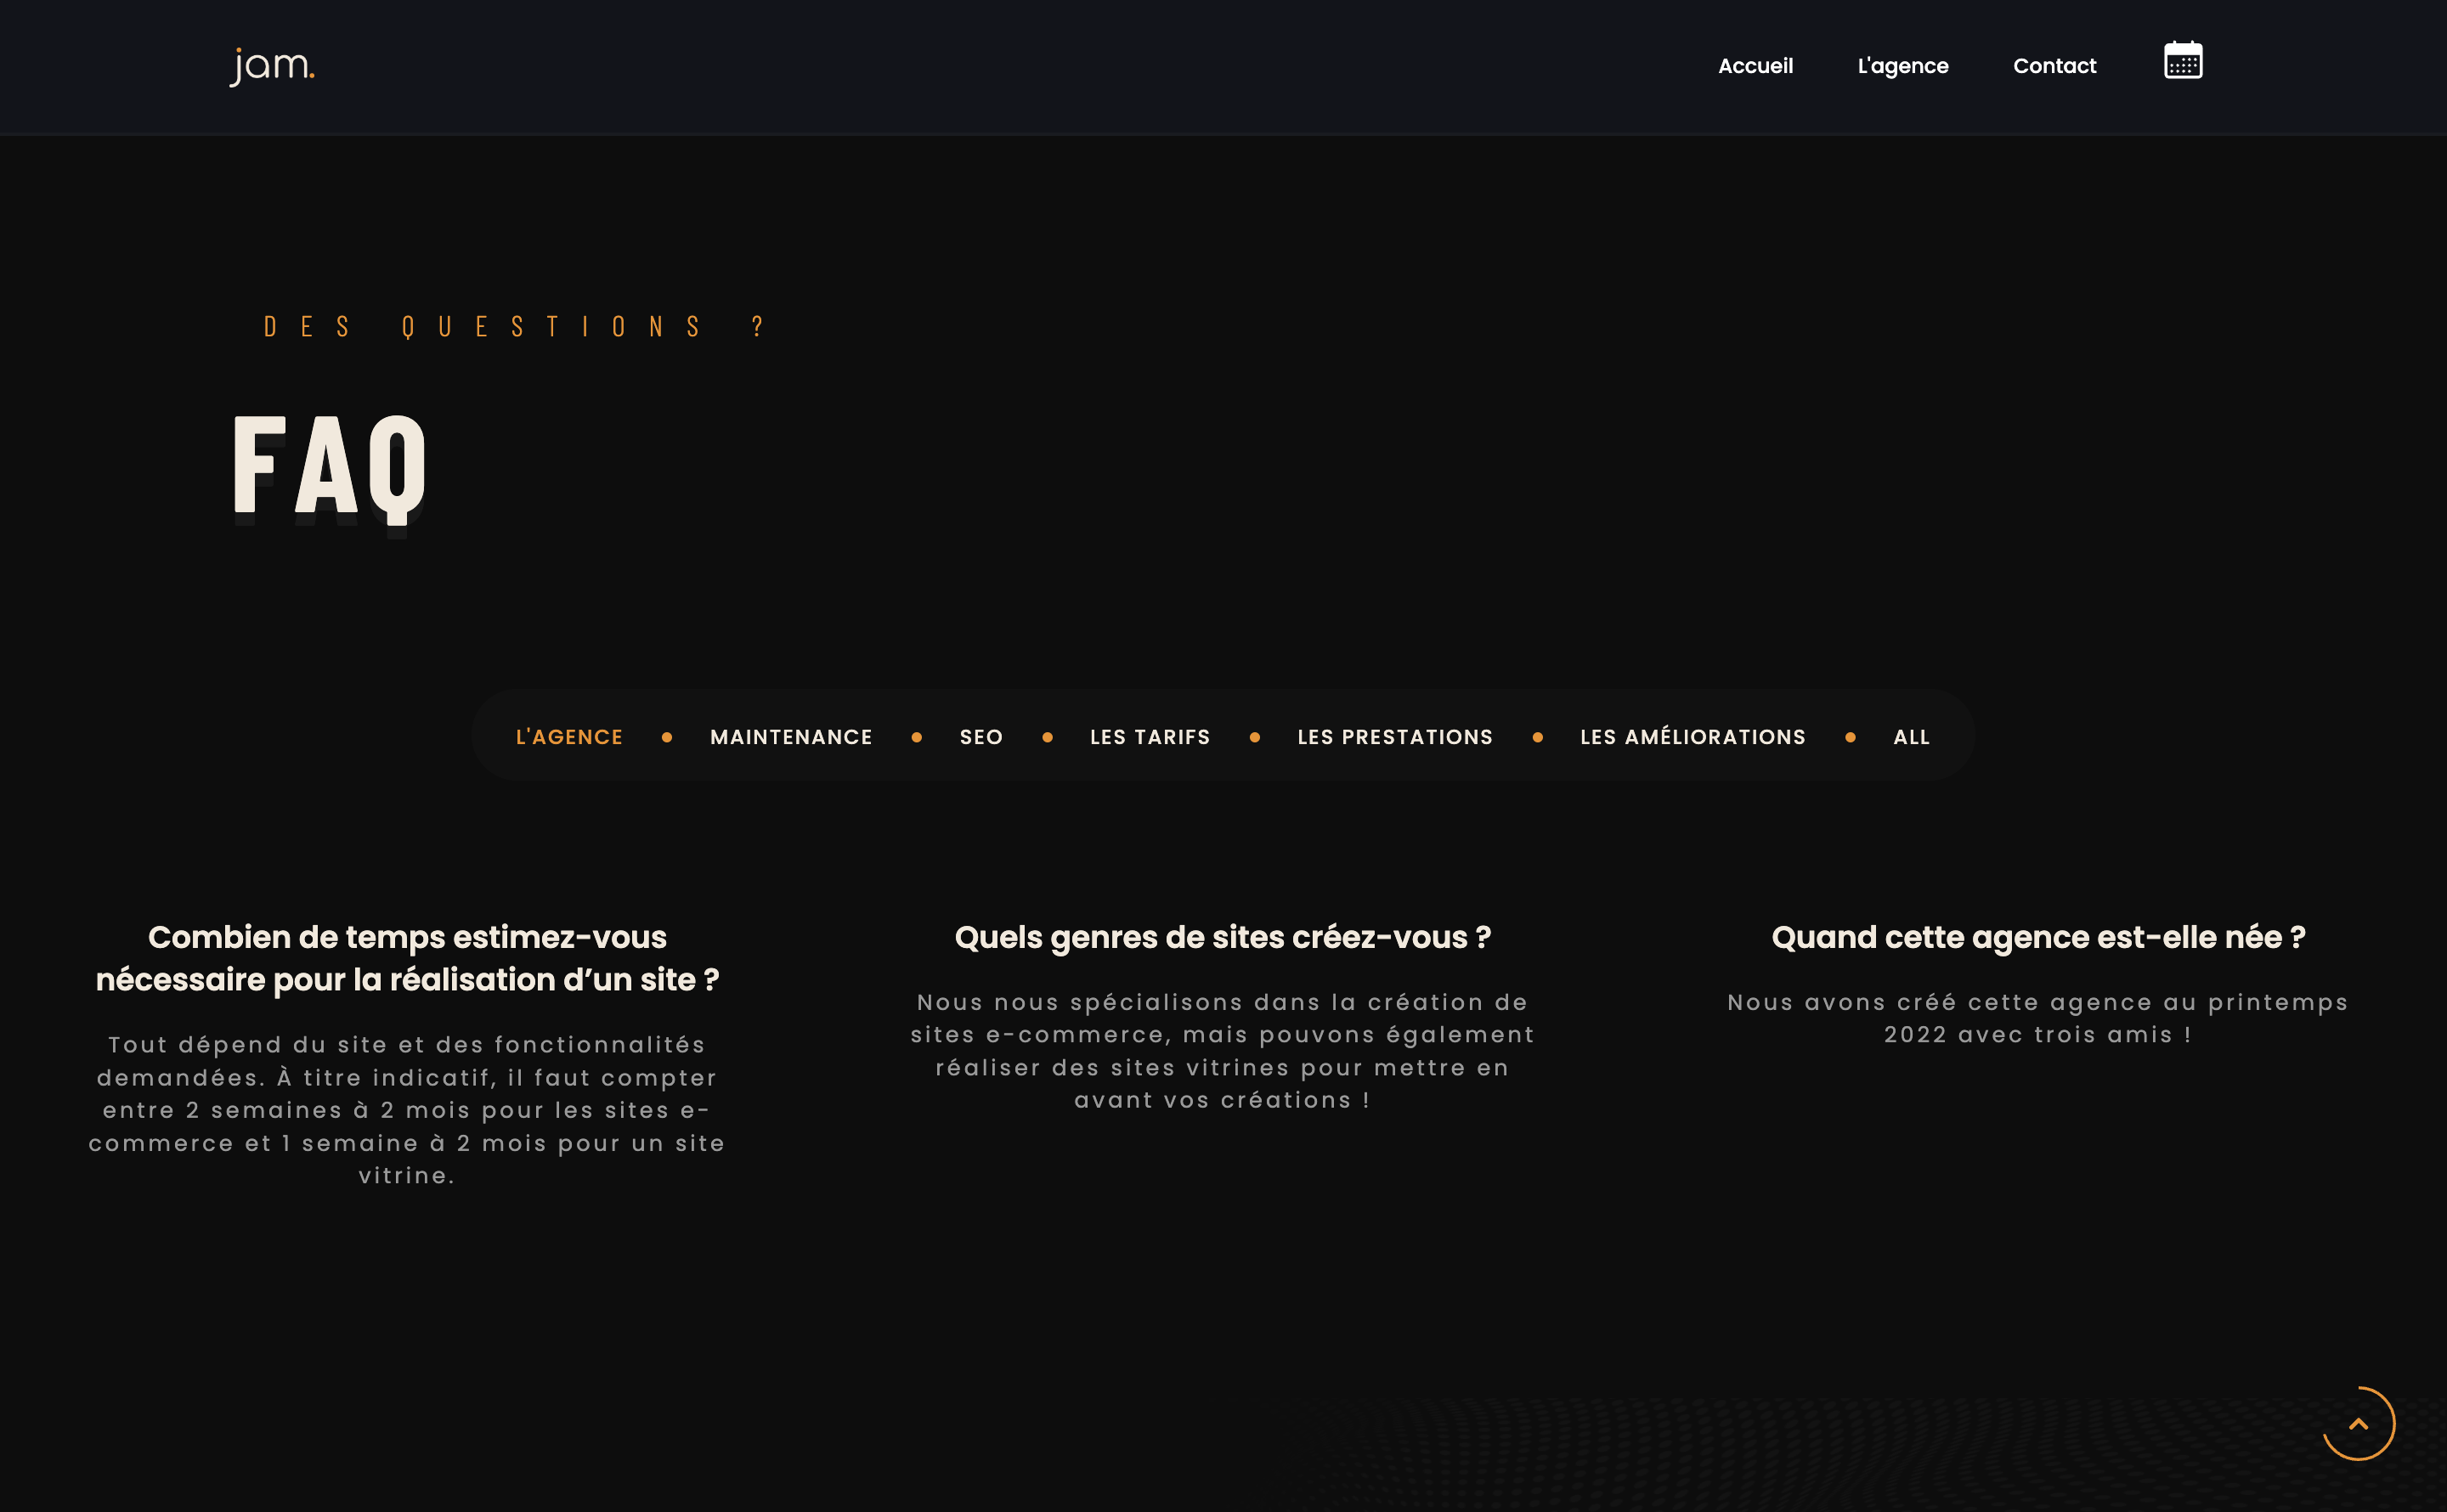 jam.
Accueil
L'agence
Contact
DES QUESTIONS ?
FAQ
L'AGENCE
MAINTENANCE
SEO
LES TARIFS
LES PRESTATIONS
LES AMÉLIORATIONS
ALL
Combien de temps estimez-vous
nécessaire pour la réalisation d’un site ?
Tout dépend du site et des fonctionnalités
demandées. À titre indicatif, il faut compter
entre 2 semaines à 2 mois pour les sites e-
commerce et 1 semaine à 2 mois pour un site
vitrine.
Quels genres de sites créez-vous ?
Nous nous spécialisons dans la création de
sites e-commerce, mais pouvons également
réaliser des sites vitrines pour mettre en
avant vos créations !
Quand cette agence est-elle née ?
Nous avons créé cette agence au printemps
2022 avec trois amis !